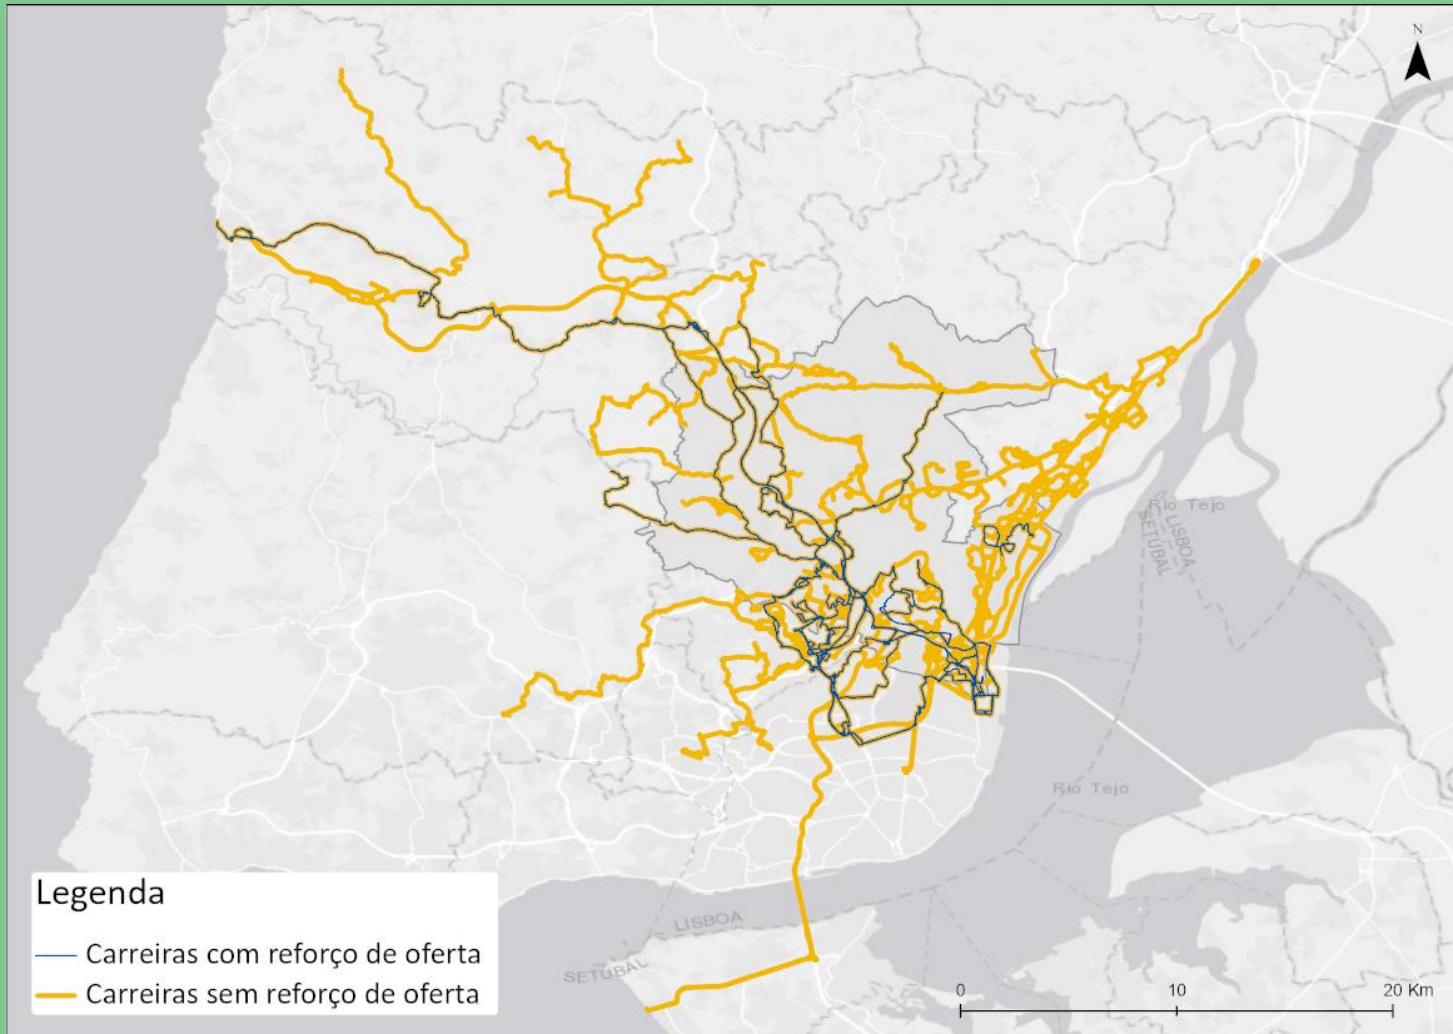 N
Rio Tejo
LISBOA
SETÚBAL
Rio Tejo
LISBOA
SETÚBAL
Legenda
Carreiras com reforço de oferta
Carreiras sem reforço de oferta
0
10
20 Km